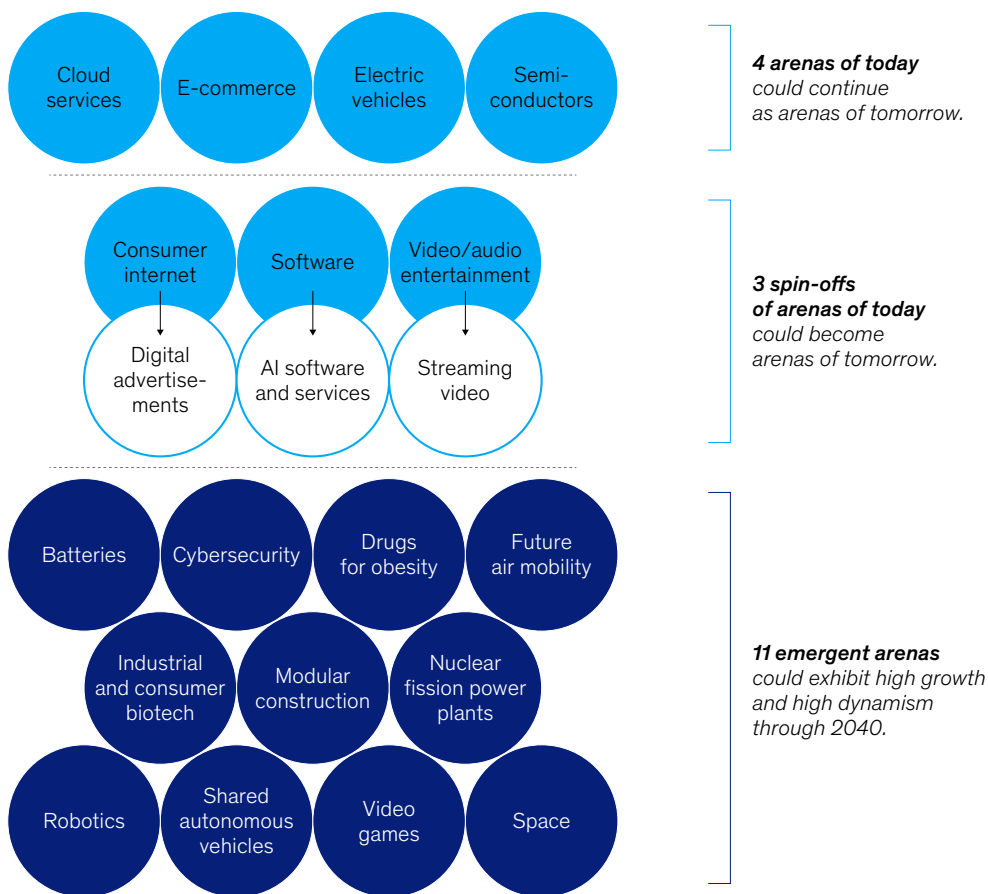 Cloud
services
E-commerce
Electric
vehicles
Semi-
conductors
4 arenas of today
could continue
as arenas of tomorrow.
Consumer
internet
Software
Video/audio
entertainment
Digital
advertise-
ments
AI software
and services
Streaming
video
3 spin-offs
of arenas of today
could become
arenas of tomorrow.
Batteries
Cybersecurity
Drugs
for obesity
Future
air mobility
Industrial
and consumer
biotech
Modular
construction
Nuclear
fission power
plants
Robotics
Shared
autonomous
vehicles
Video
games
Space
11 emergent arenas
could exhibit high growth
and high dynamism
through 2040.